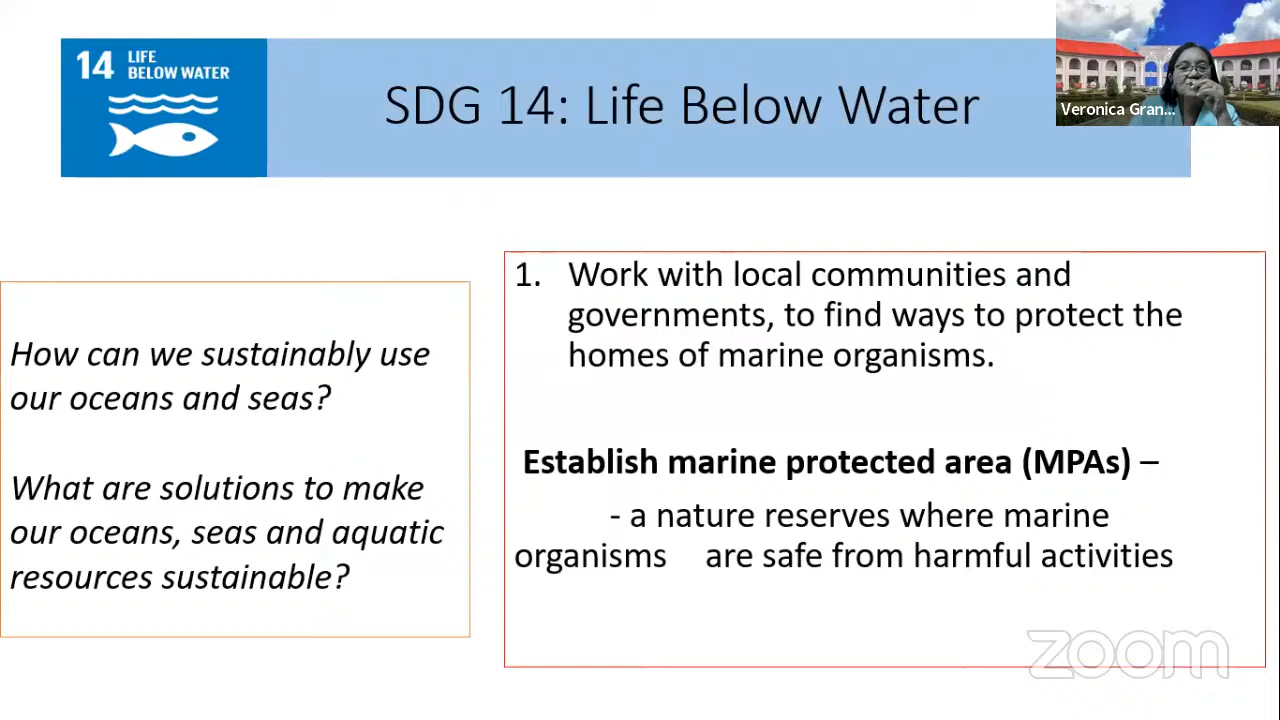 14 LIFE
BELOW WATER
SDG 14: Life Below Water
Veronica Gran...
How can we sustainably use
our oceans and seas?
What are solutions to make
our oceans, seas and aquatic
resources sustainable?
1. Work with local communities and
governments, to find ways to protect the
homes of marine organisms.
Establish marine protected area (MPAs) –
- a nature reserves where marine
organisms are safe from harmful activities
zoom